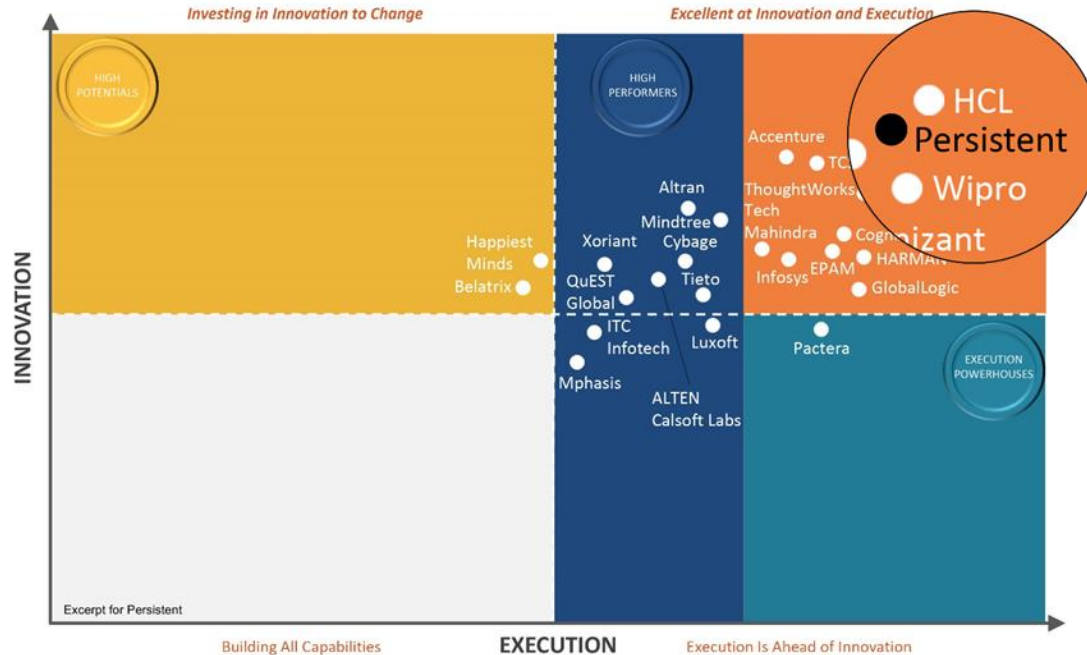 Investing in Innovation to Change
Excellent at Innovation and Execution
HIGH
POTENTIALS
HIGH
PERFORMERS
HCL
Persistent
Wipro
nizant
Accenture
TC
ThoughtWorks
Tech
Mahindra
Altran
Mindtree
Cybage
Xoriant
Happiest
Minds
Belatrix
QuEST
Global
Tieto
Infosys
EPAM
Cogn
HARMAN
GlobalLogic
ITC
Infotech
Luxoft
Mphasis
Pactera
ALTEN
Calsoft Labs
EXECUTION
POWERHOUSES
INNOVATION
Excerpt for Persistent
Building All Capabilities
EXECUTION
Execution Is Ahead of Innovation